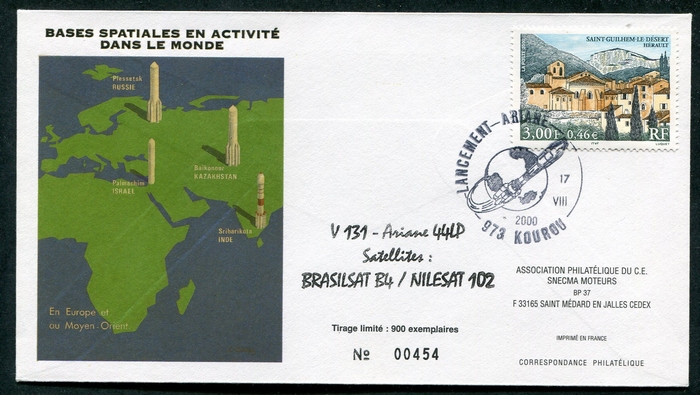 BASES SPATIALES EN ACTIVITÉ
DANS LE MONDE
Plessetsk
RUSSIE
Baïkonour
KAZAKHSTAN
Palmachim
ISRAEL
Sriharikota
INDE
En Europe et
au Moyen-Orient
SAINT-GUILHEM-LE-DÉSERT
HÉRAULT
3,00F
0,46€
RF
LANCEMENT-ARIANE
17
VIII
2000
973 KOUROU
V 131 - Ariane 44LP
Satellites :
BRASILSAT B4 / NILESAT 102
Tirage limité : 900 exemplaires
No 00454
ASSOCIATION PHILATÉLIQUE DU C.E.
SNECMA MOTEURS
BP 37
F 33165 SAINT MÉDARD EN JALLES CEDEX
IMPRIMÉ EN FRANCE
CORRESPONDANCE PHILATÉLIQUE